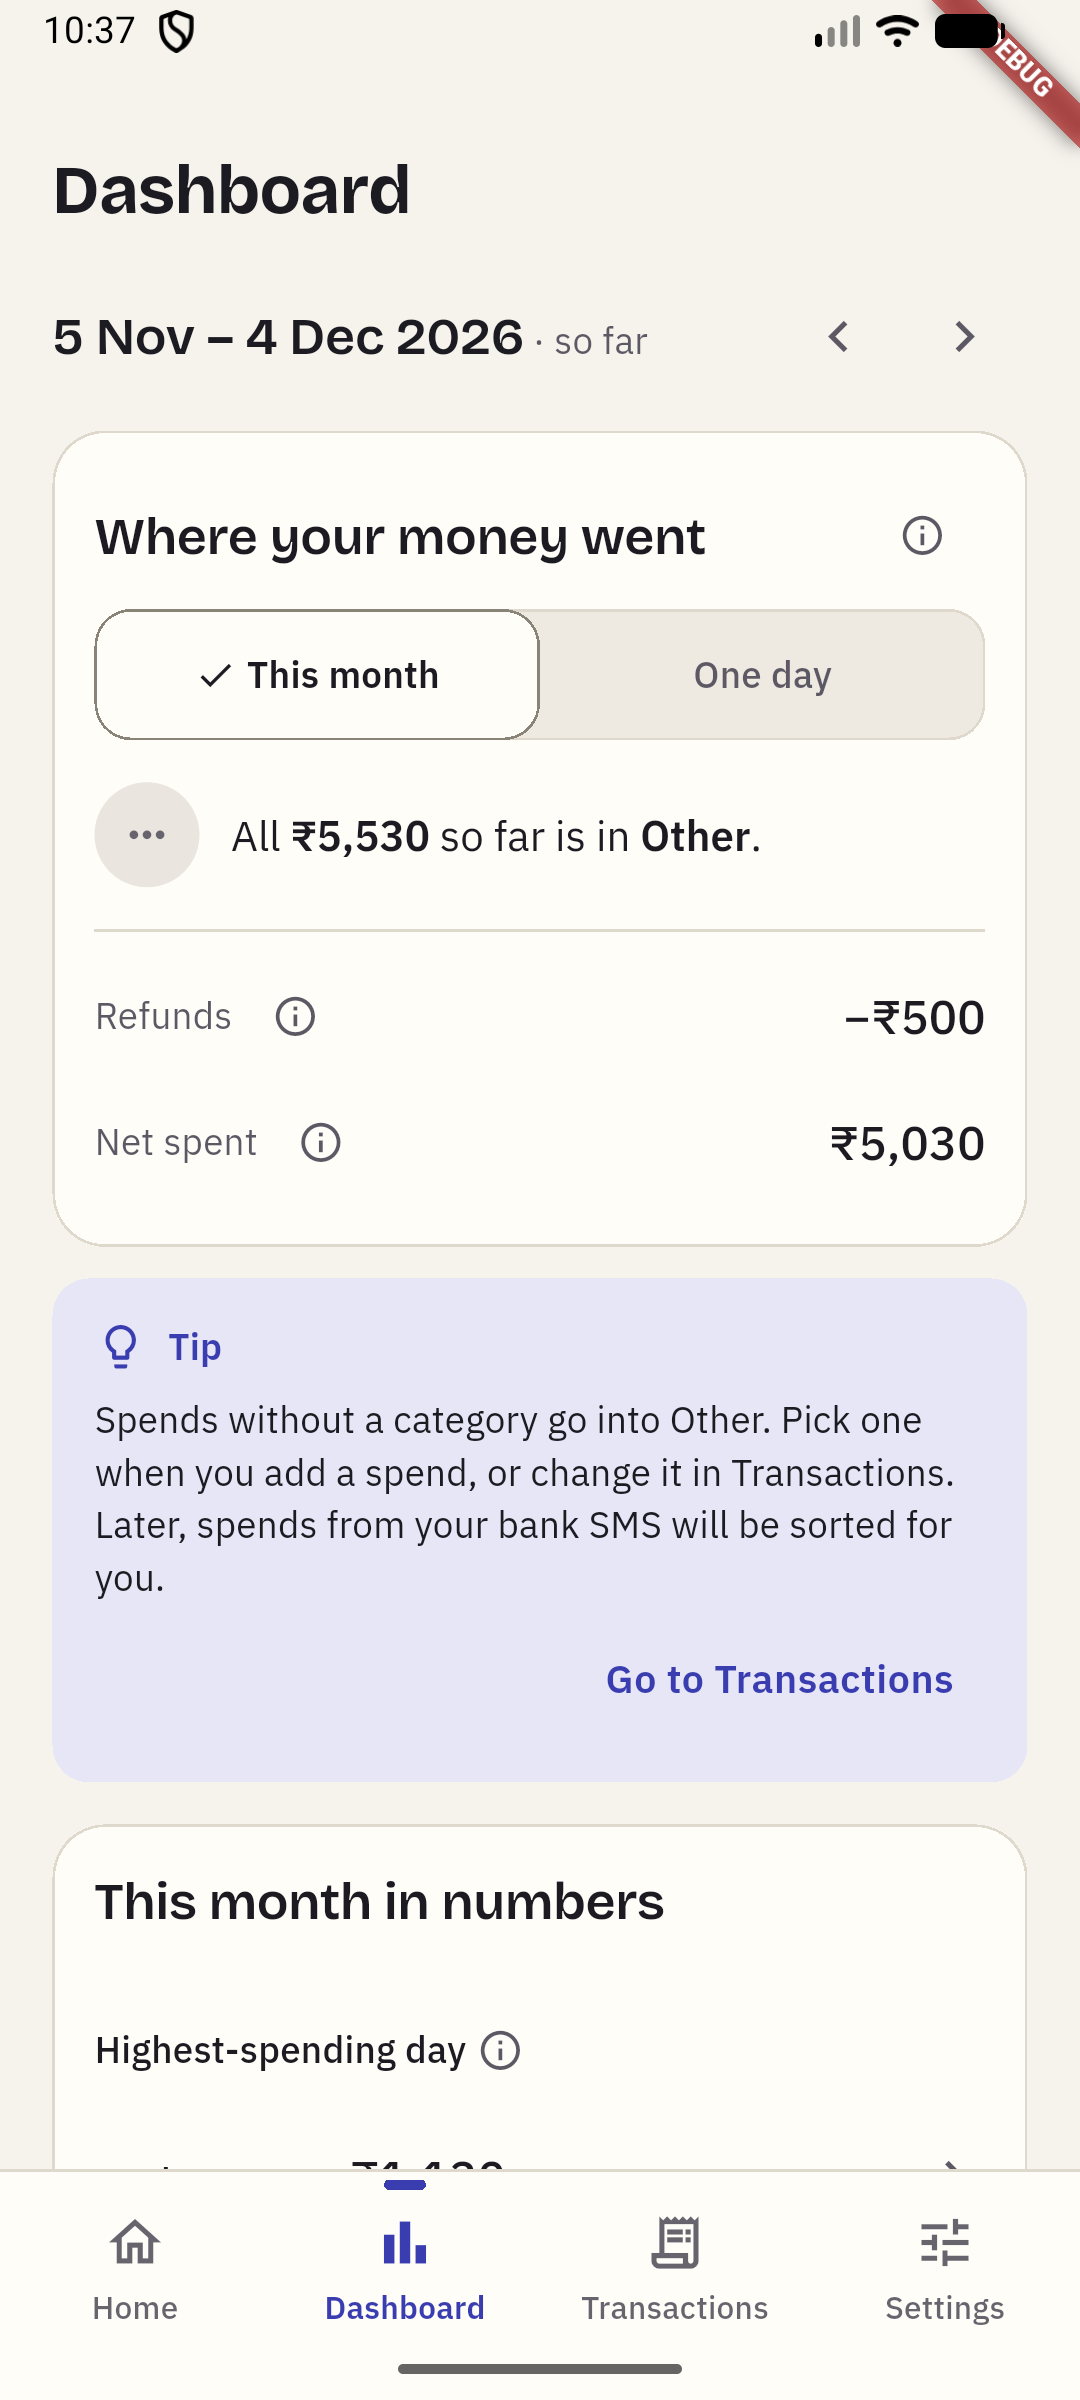 10:37
EBUG
Dashboard
5 Nov – 4 Dec 2026 · so far
Where your money went
This month
One day
All ₹5,530 so far is in Other.
Refunds
–₹500
Net spent
₹5,030
Tip
Spends without a category go into Other. Pick one
when you add a spend, or change it in Transactions.
Later, spends from your bank SMS will be sorted for
you.
Go to Transactions
This month in numbers
Highest-spending day
Home
Dashboard
Transactions
Settings